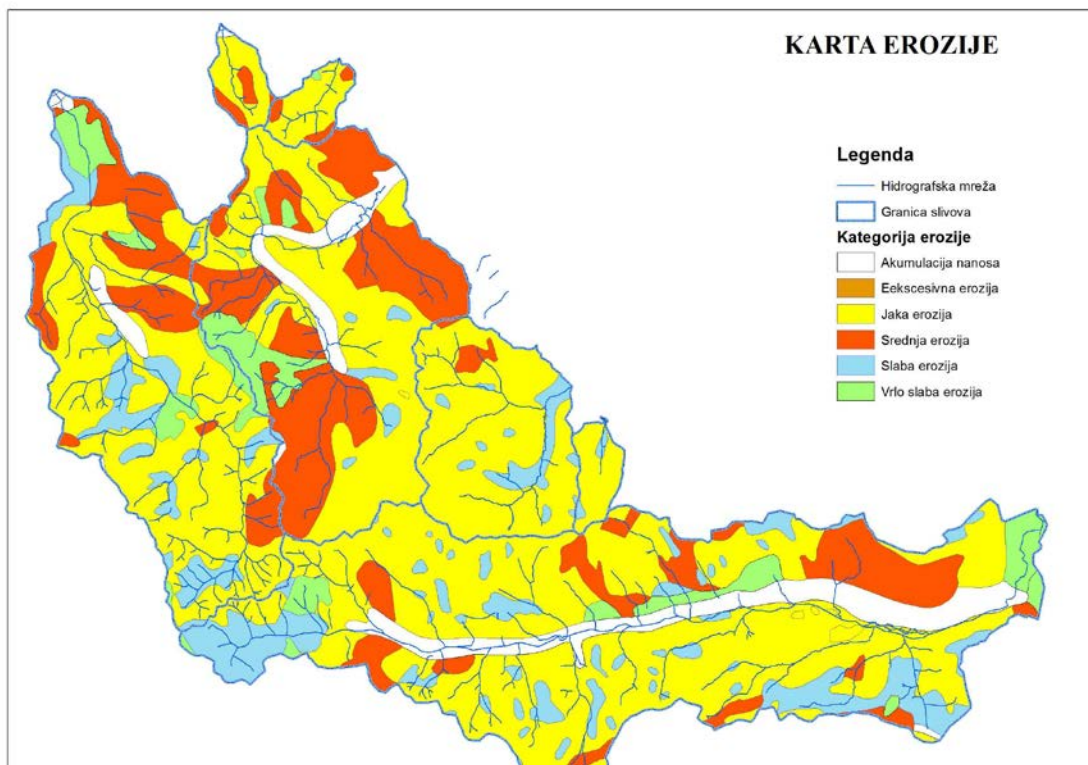 KARTA EROZIJE
Legenda
Hidrografska mreža
Granica slivova
Kategorija erozije
Akumulacija nanosa
Eekscesivna erozija
Jaka erozija
Srednja erozija
Slaba erozija
Vrlo slaba erozija